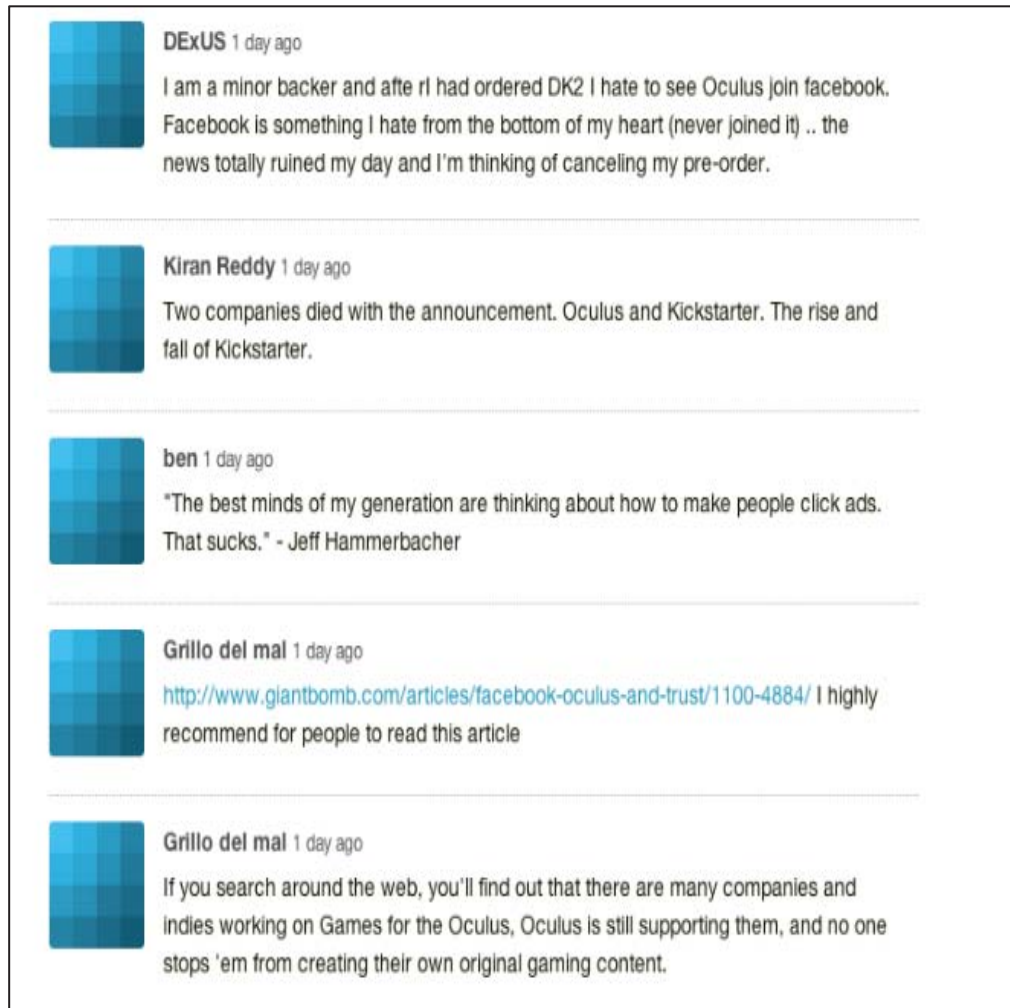 DExUS 1 day ago
I am a minor backer and afte rI had ordered DK2 I hate to see Oculus join facebook.
Facebook is something I hate from the bottom of my heart (never joined it) .. the
news totally ruined my day and I'm thinking of canceling my pre-order.
Kiran Reddy 1 day ago
Two companies died with the announcement. Oculus and Kickstarter. The rise and
fall of Kickstarter.
ben 1 day ago
"The best minds of my generation are thinking about how to make people click ads.
That sucks." - Jeff Hammerbacher
Grillo del mal 1 day ago
http://www.giantbomb.com/articles/facebook-oculus-and-trust/1100-4884/ I highly
recommend for people to read this article
Grillo del mal 1 day ago
If you search around the web, you'll find out that there are many companies and
indies working on Games for the Oculus, Oculus is still supporting them, and no one
stops 'em from creating their own original gaming content.